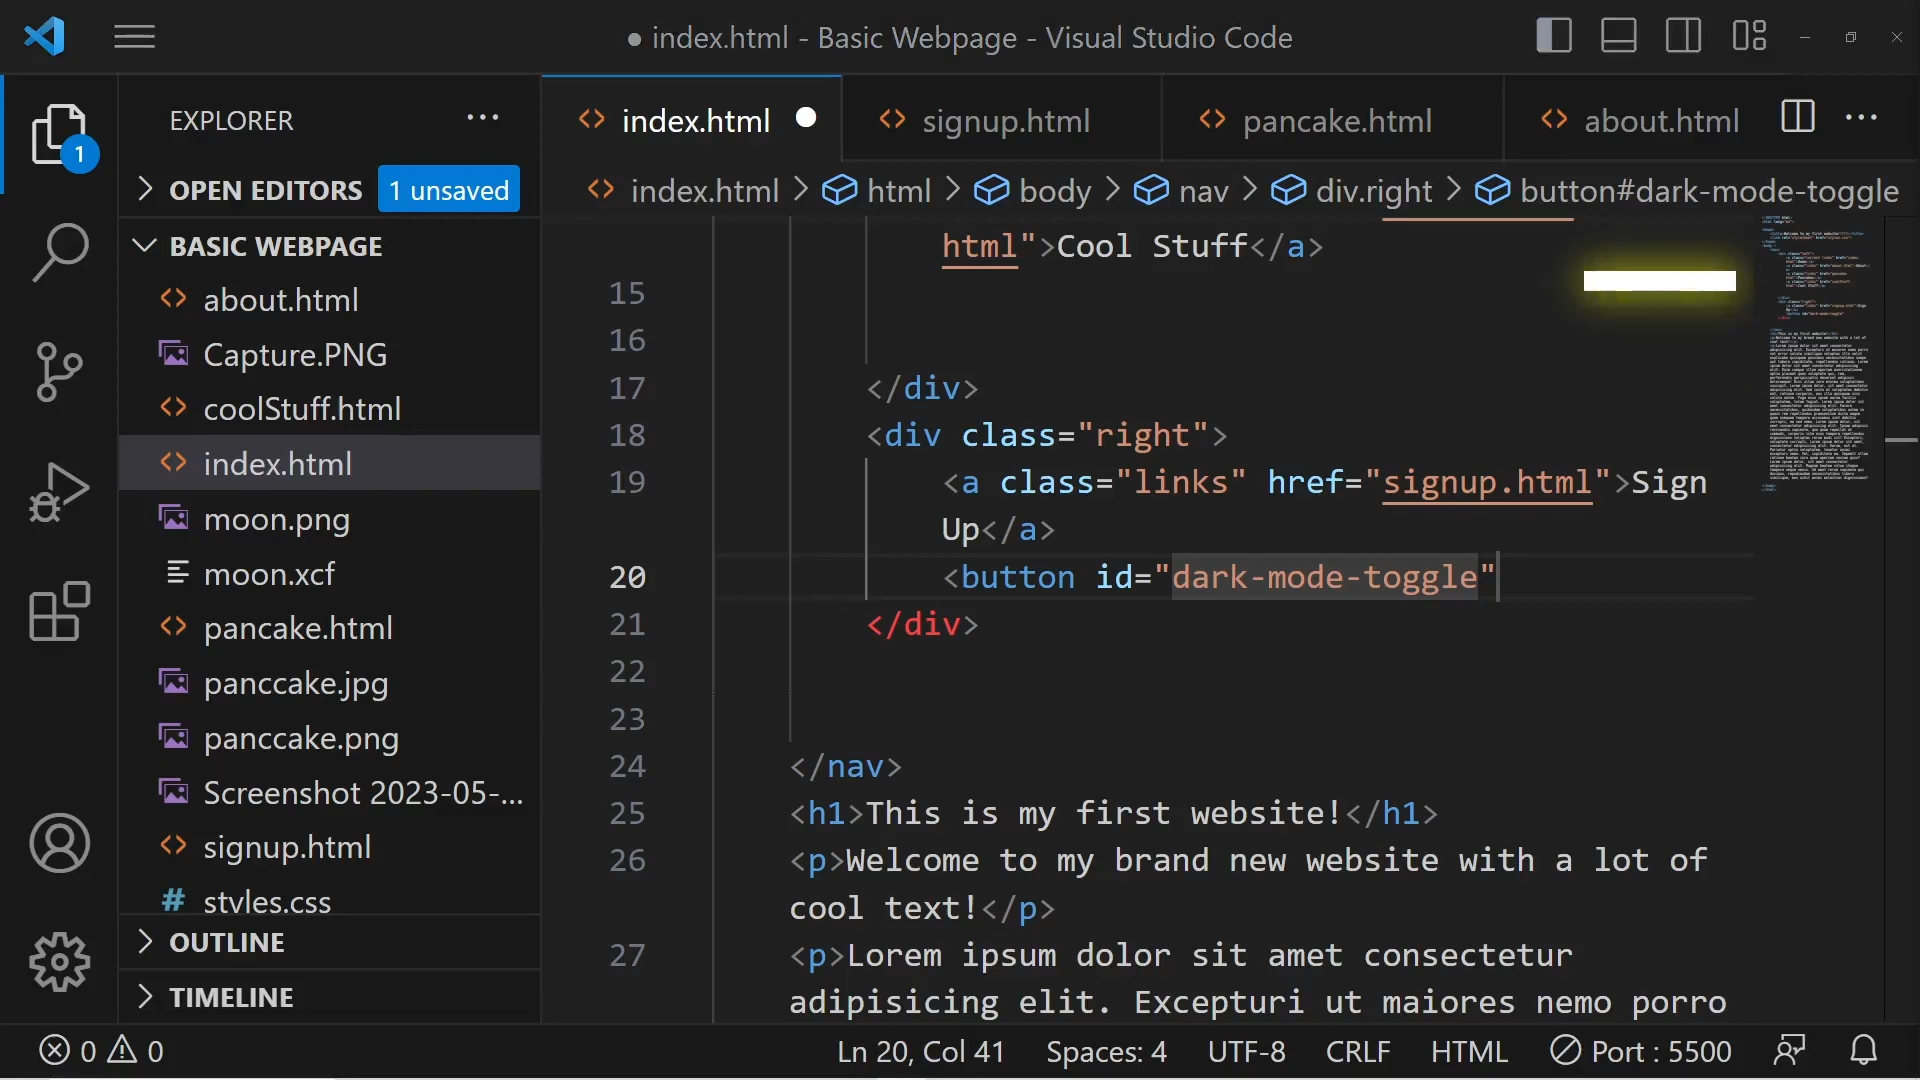 ● index.html - Basic Webpage - Visual Studio Code
EXPLORER
1
OPEN EDITORS 1 unsaved
BASIC WEBPAGE
about.html
Capture.PNG
coolStuff.html
index.html
moon.png
moon.xcf
pancake.html
panccake.jpg
panccake.png
Screenshot 2023-05-...
signup.html
styles.css
OUTLINE
TIMELINE
index.html signup.html pancake.html about.html
index.html > html > body > nav > div.right > button#dark-mode-toggle
html">Cool Stuff</a>
15
16
17 </div>
18 <div class="right">
19 <a class="links" href="signup.html">Sign
Up</a>
20 <button id="dark-mode-toggle"
21 </div>
22
23
24 </nav>
25 <h1>This is my first website!</h1>
26 <p>Welcome to my brand new website with a lot of
cool text!</p>
27 <p>Lorem ipsum dolor sit amet consectetur
adipisicing elit. Excepturi ut maiores nemo porro
0 0 Ln 20, Col 41 Spaces: 4 UTF-8 CRLF HTML Port : 5500